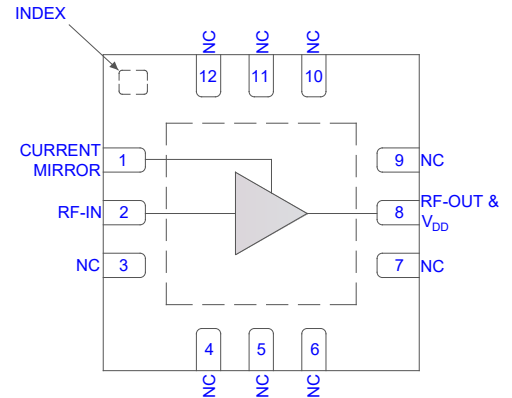 INDEX
NC
NC
NC
12
11
10
CURRENT
MIRROR
1
9
NC
RF-IN
2
8
RF-OUT &
VDD
NC
3
7
NC
4
5
6
NC
NC
NC